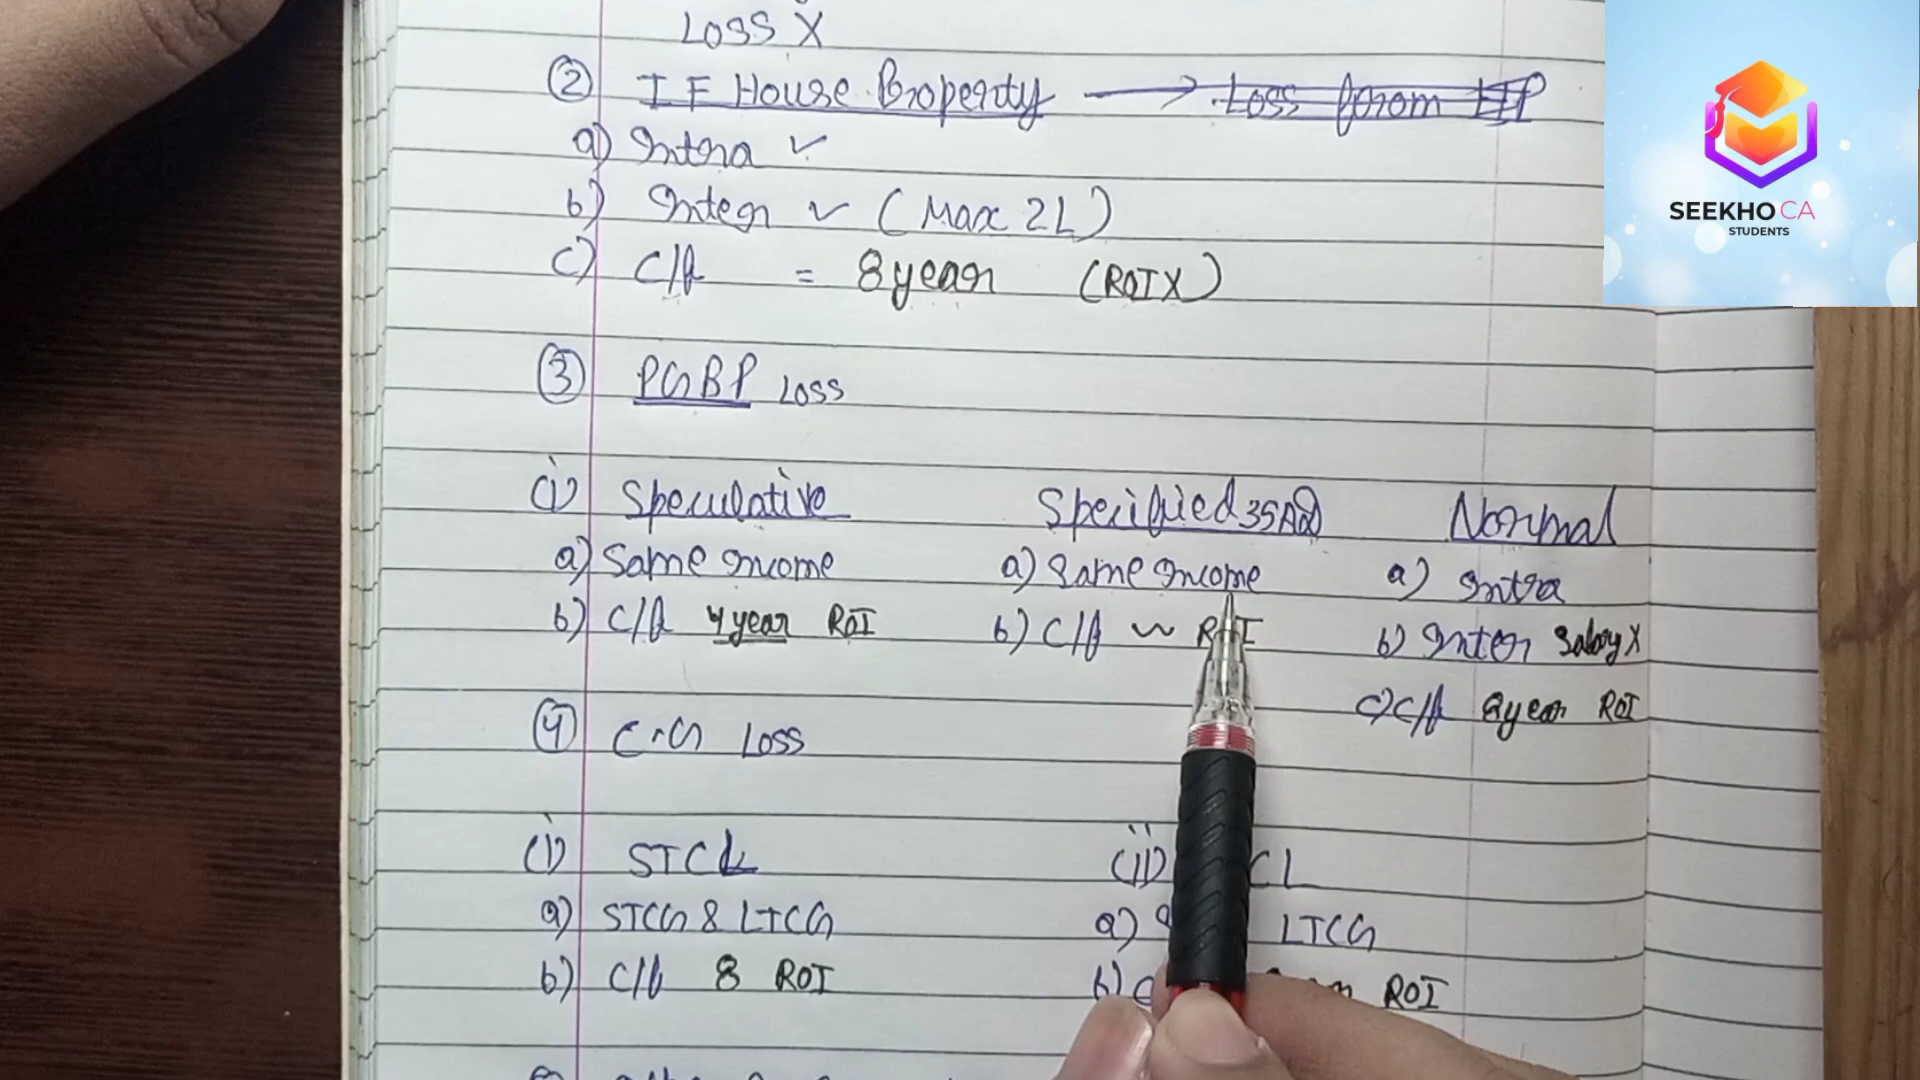 Loss X
② I F House Property → Loss from HP
a) Intra ✓
b) Inter ✓ (Max 2L)
c) C/f = 8 year (ROI X)
③ PGBP Loss
(i) Speculative Specified 35AD Normal
a) Same Income a) Same Income a) Intra
b) C/f 4 year ROI b) C/f ROI b) Inter Salary X
c) C/f 8 year ROI
④ C.G Loss
(i) STCL (ii) CL
a) STCG & LTCG a) LTCG
b) C/f 8 ROI b) C ROI
SEEKHO CA
STUDENTS